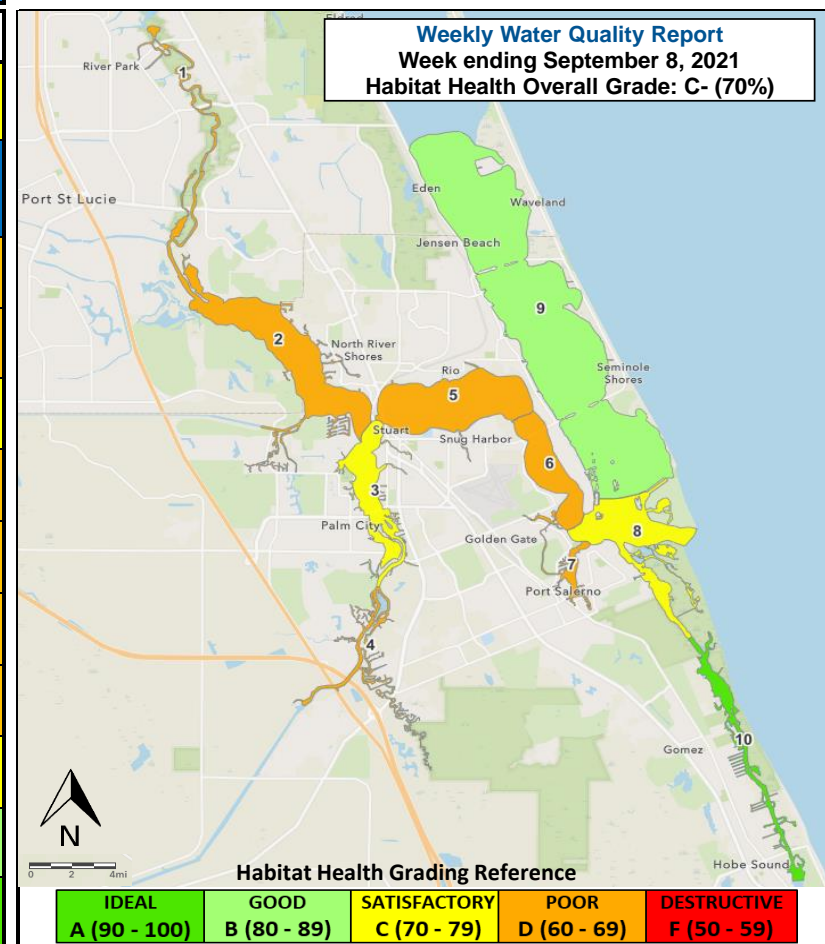 Weekly Water Quality Report
Week ending September 8, 2021
Habitat Health Overall Grade: C- (70%)
River Park
1
Port St Lucie
Eden
Waveland
Jensen Beach
9
2
North River
Shores
Rio
Seminole
Shores
5
Stuart
Snug Harbor
6
3
Palm City
Golden Gate
8
7
Port Salerno
4
10
Gomez
N
Hobe Sound
0 2 4mi
Habitat Health Grading Reference
IDEAL GOOD SATISFACTORY POOR DESTRUCTIVE
A (90 - 100) B (80 - 89) C (70 - 79) D (60 - 69) F (50 - 59)